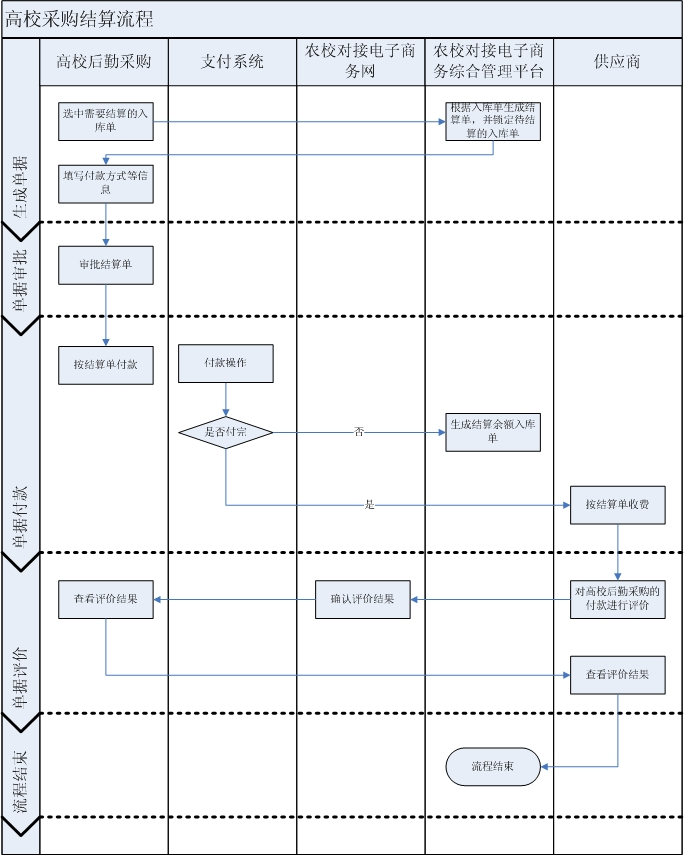 高校采购结算流程
高校后勤采购
支付系统
农校对接电子商
务网
农校对接电子商
务综合管理平台
供应商
生成单据
选中需要结算的入
库单
根据入库单生成结
算单，并锁定待结
算的入库单
填写付款方式等信
息
单据审批
审批结算单
单据付款
按结算单付款
付款操作
是否付完
否
生成结算余额入库
单
是
按结算单收费
单据评价
查看评价结果
确认评价结果
对高校后勤采购的
付款进行评价
查看评价结果
流程结束
流程结束